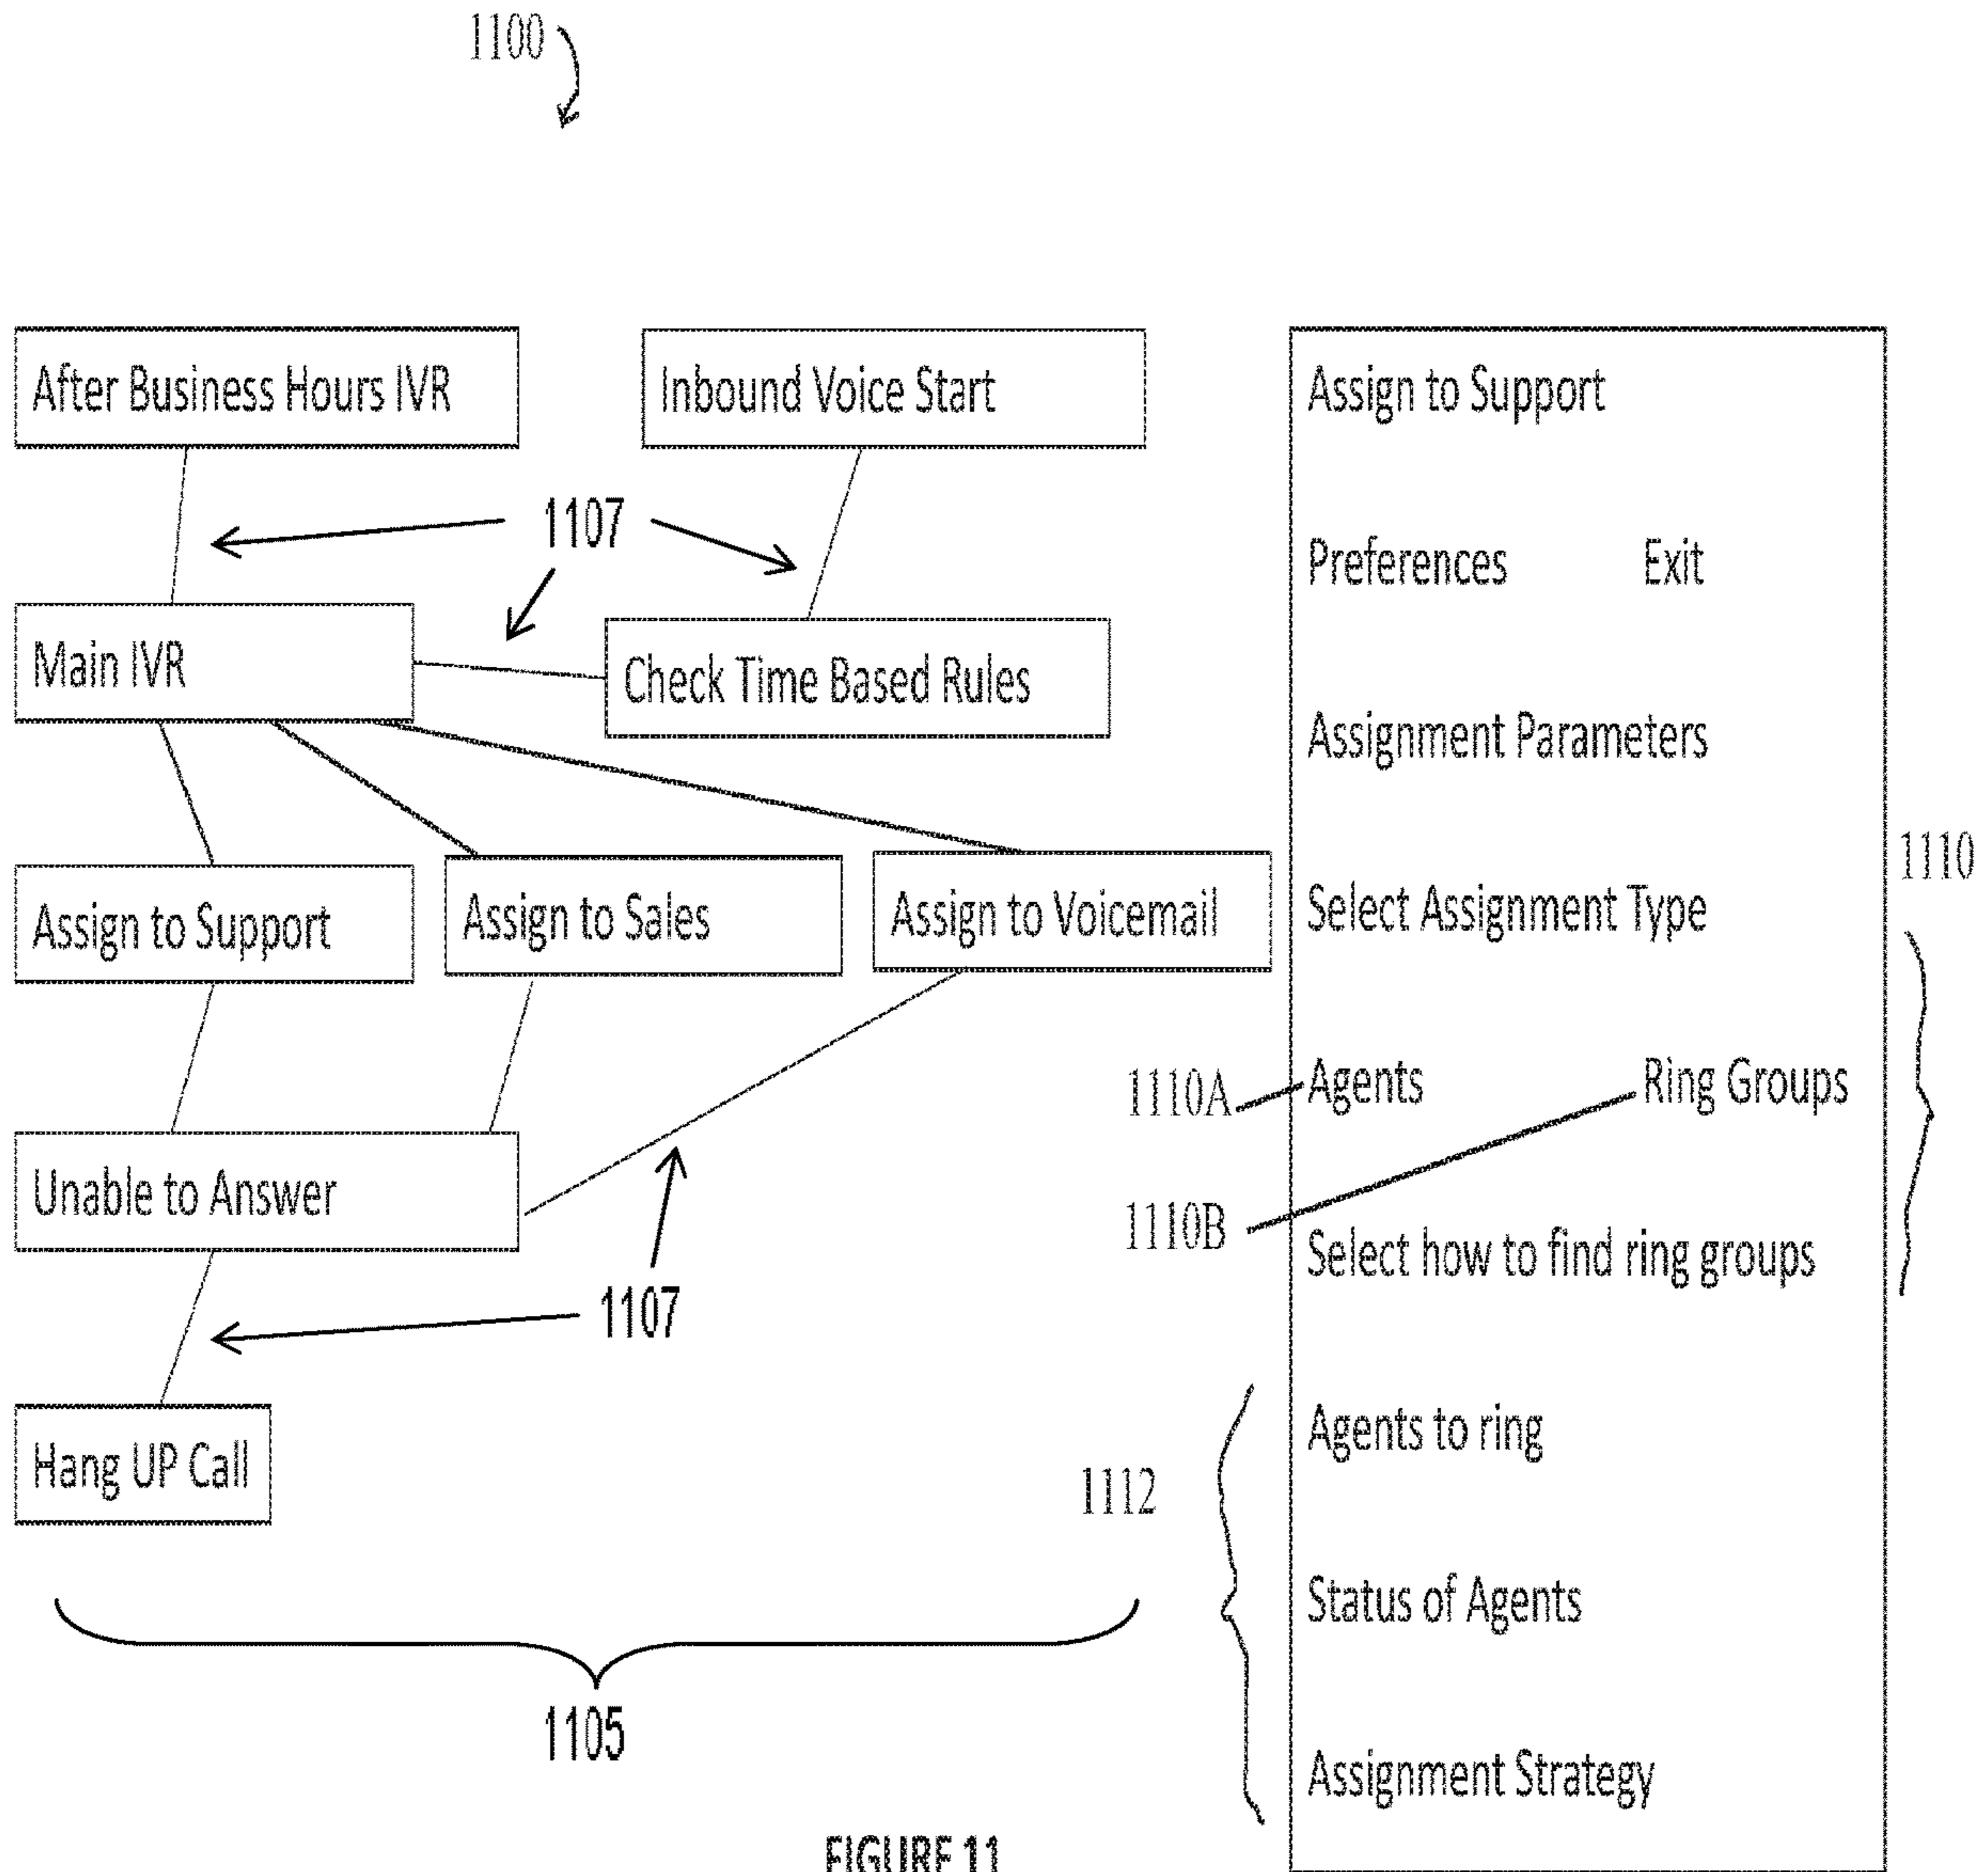 1100
After Business Hours IVR
Inbound Voice Start
1107
Main IVR
Check Time Based Rules
Assign to Support
Assign to Sales
Assign to Voicemail
Unable to Answer
1107
Hang UP Call
1105
Assign to Support
Preferences Exit
Assignment Parameters
Select Assignment Type
1110
1110A
Agents Ring Groups
1110B
Select how to find ring groups
Agents to ring
1112
Status of Agents
Assignment Strategy
FIGURE 11